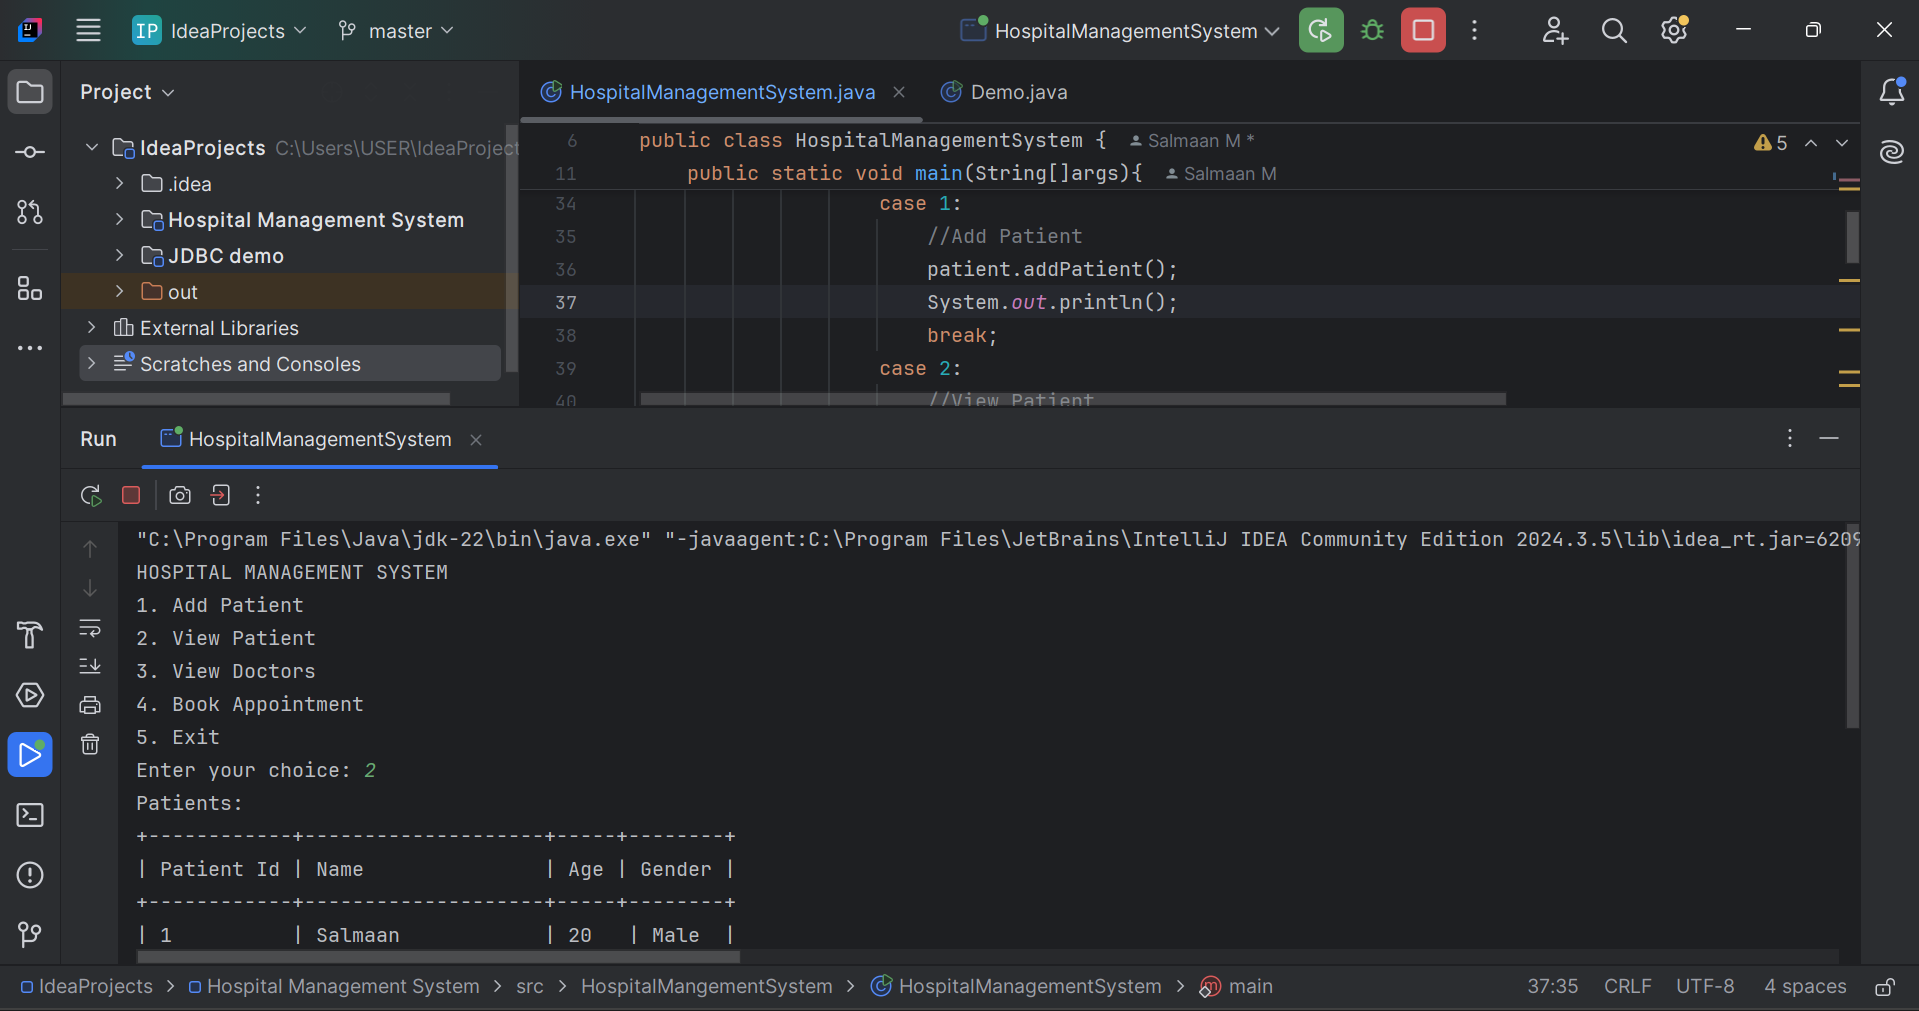 IP IdeaProjects master HospitalManagementSystem
Project
HospitalManagementSystem.java Demo.java
IdeaProjects C:\Users\USER\IdeaProject
.idea
Hospital Management System
JDBC demo
out
External Libraries
Scratches and Consoles
6 public class HospitalManagementSystem { Salmaan M * 5
11 public static void main(String[]args){ Salmaan M
34 case 1:
35 //Add Patient
36 patient.addPatient();
37 System.out.println();
38 break;
39 case 2:
40 //View Patient
Run HospitalManagementSystem
"C:\Program Files\Java\jdk-22\bin\java.exe" "-javaagent:C:\Program Files\JetBrains\IntelliJ IDEA Community Edition 2024.3.5\lib\idea_rt.jar=6209
HOSPITAL MANAGEMENT SYSTEM
1. Add Patient
2. View Patient
3. View Doctors
4. Book Appointment
5. Exit
Enter your choice: 2
Patients:
+------------+--------------------+-----+--------+
| Patient Id | Name               | Age | Gender |
+------------+--------------------+-----+--------+
| 1          | Salmaan            | 20   | Male  |
IdeaProjects > Hospital Management System > src > HospitalMangementSystem > HospitalManagementSystem > main 37:35 CRLF UTF-8 4 spaces